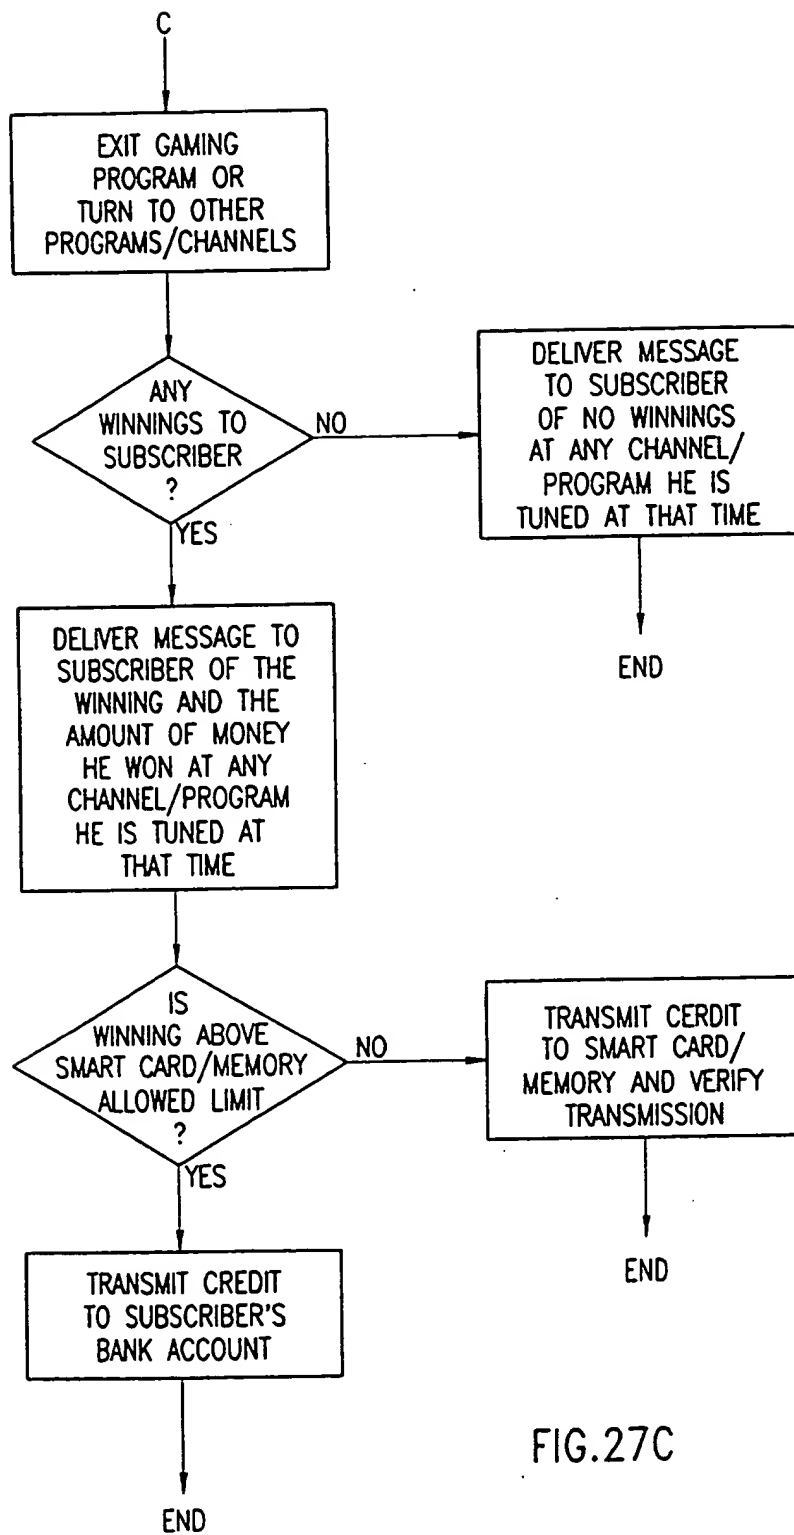 C
EXIT GAMING
PROGRAM OR
TURN TO OTHER
PROGRAMS/CHANNELS
ANY
WINNINGS TO
SUBSCRIBER
?
NO
DELIVER MESSAGE
TO SUBSCRIBER
OF NO WINNINGS
AT ANY CHANNEL/
PROGRAM HE IS
TUNED AT THAT TIME
END
YES
DELIVER MESSAGE TO
SUBSCRIBER OF THE
WINNING AND THE
AMOUNT OF MONEY
HE WON AT ANY
CHANNEL/PROGRAM
HE IS TUNED AT
THAT TIME
IS
WINNING ABOVE
SMART CARD/MEMORY
ALLOWED LIMIT
?
NO
TRANSMIT CERDIT
TO SMART CARD/
MEMORY AND VERIFY
TRANSMISSION
END
YES
TRANSMIT CREDIT
TO SUBSCRIBER'S
BANK ACCOUNT
END
FIG.27C